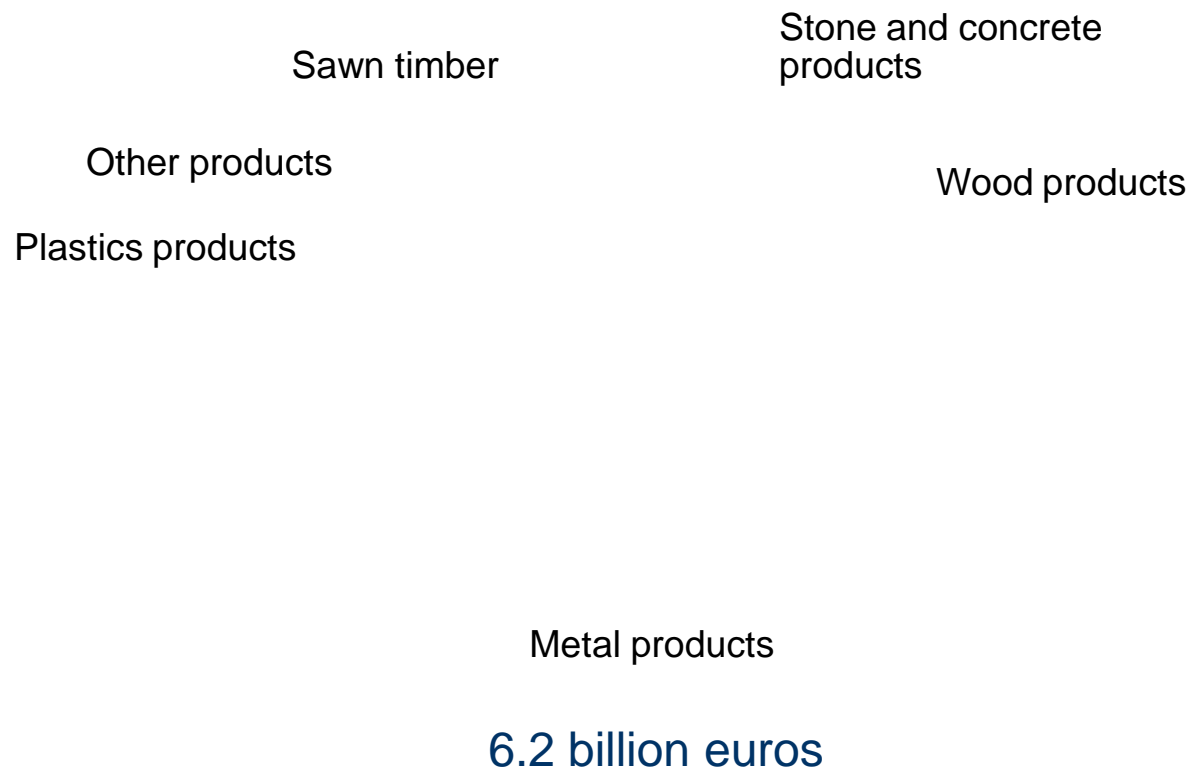 Stone and concrete
products
Sawn timber
Other products
Wood products
Plastics products
Metal products
6.2 billion euros